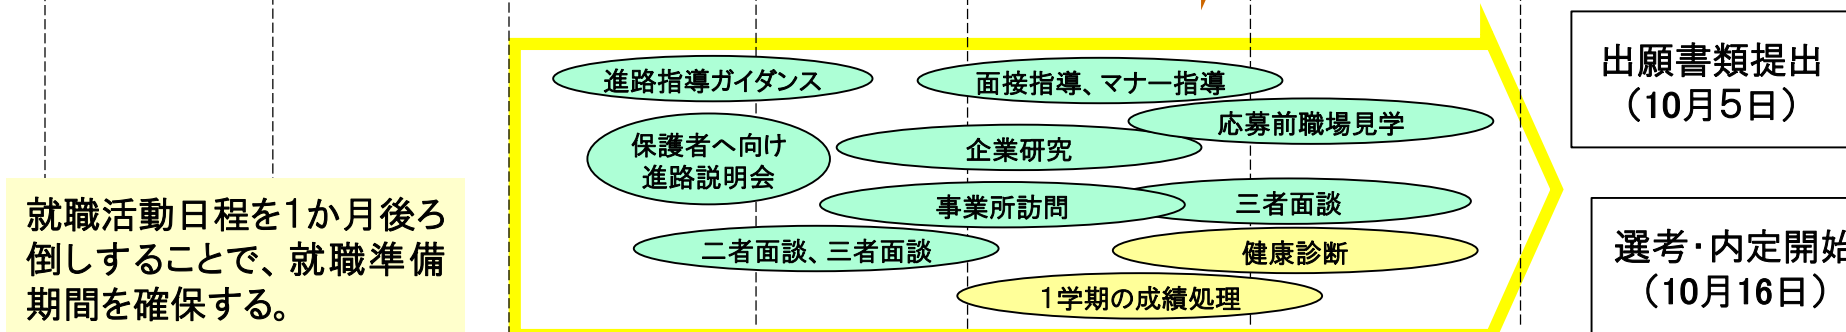 進路指導ガイダンス
面接指導、マナー指導
応募前職場見学
保護者へ向け
進路説明会
企業研究
事業所訪問
三者面談
二者面談、三者面談
健康診断
1学期の成績処理
就職活動日程を1か月後ろ
倒しすることで、就職準備
期間を確保する。
出願書類提出
（10月５日）
選考・内定開始
（10月16日）